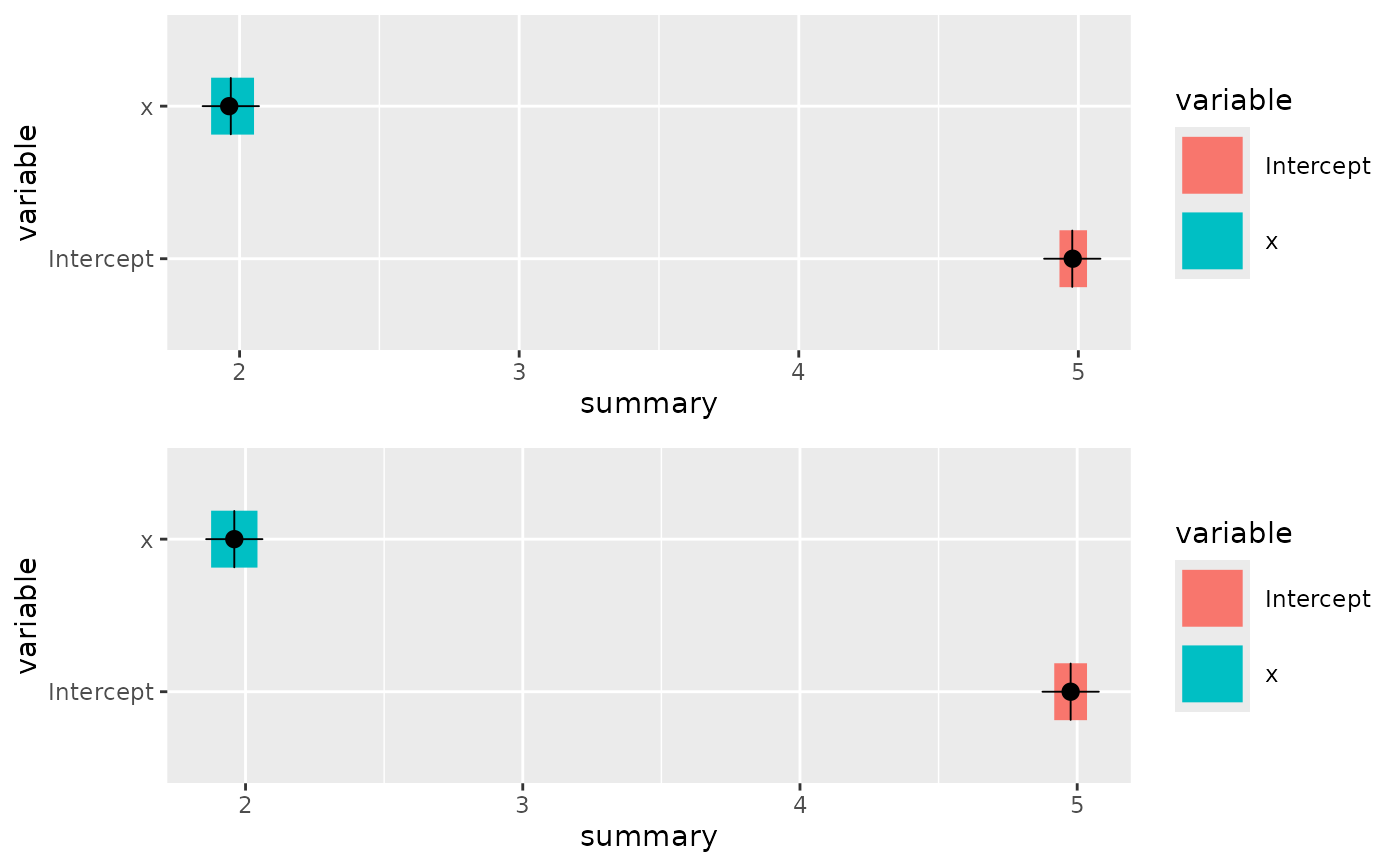 variable
x
Intercept
2 3 4 5
summary
variable
Intercept
x
variable
x
Intercept
2 3 4 5
summary
variable
Intercept
x